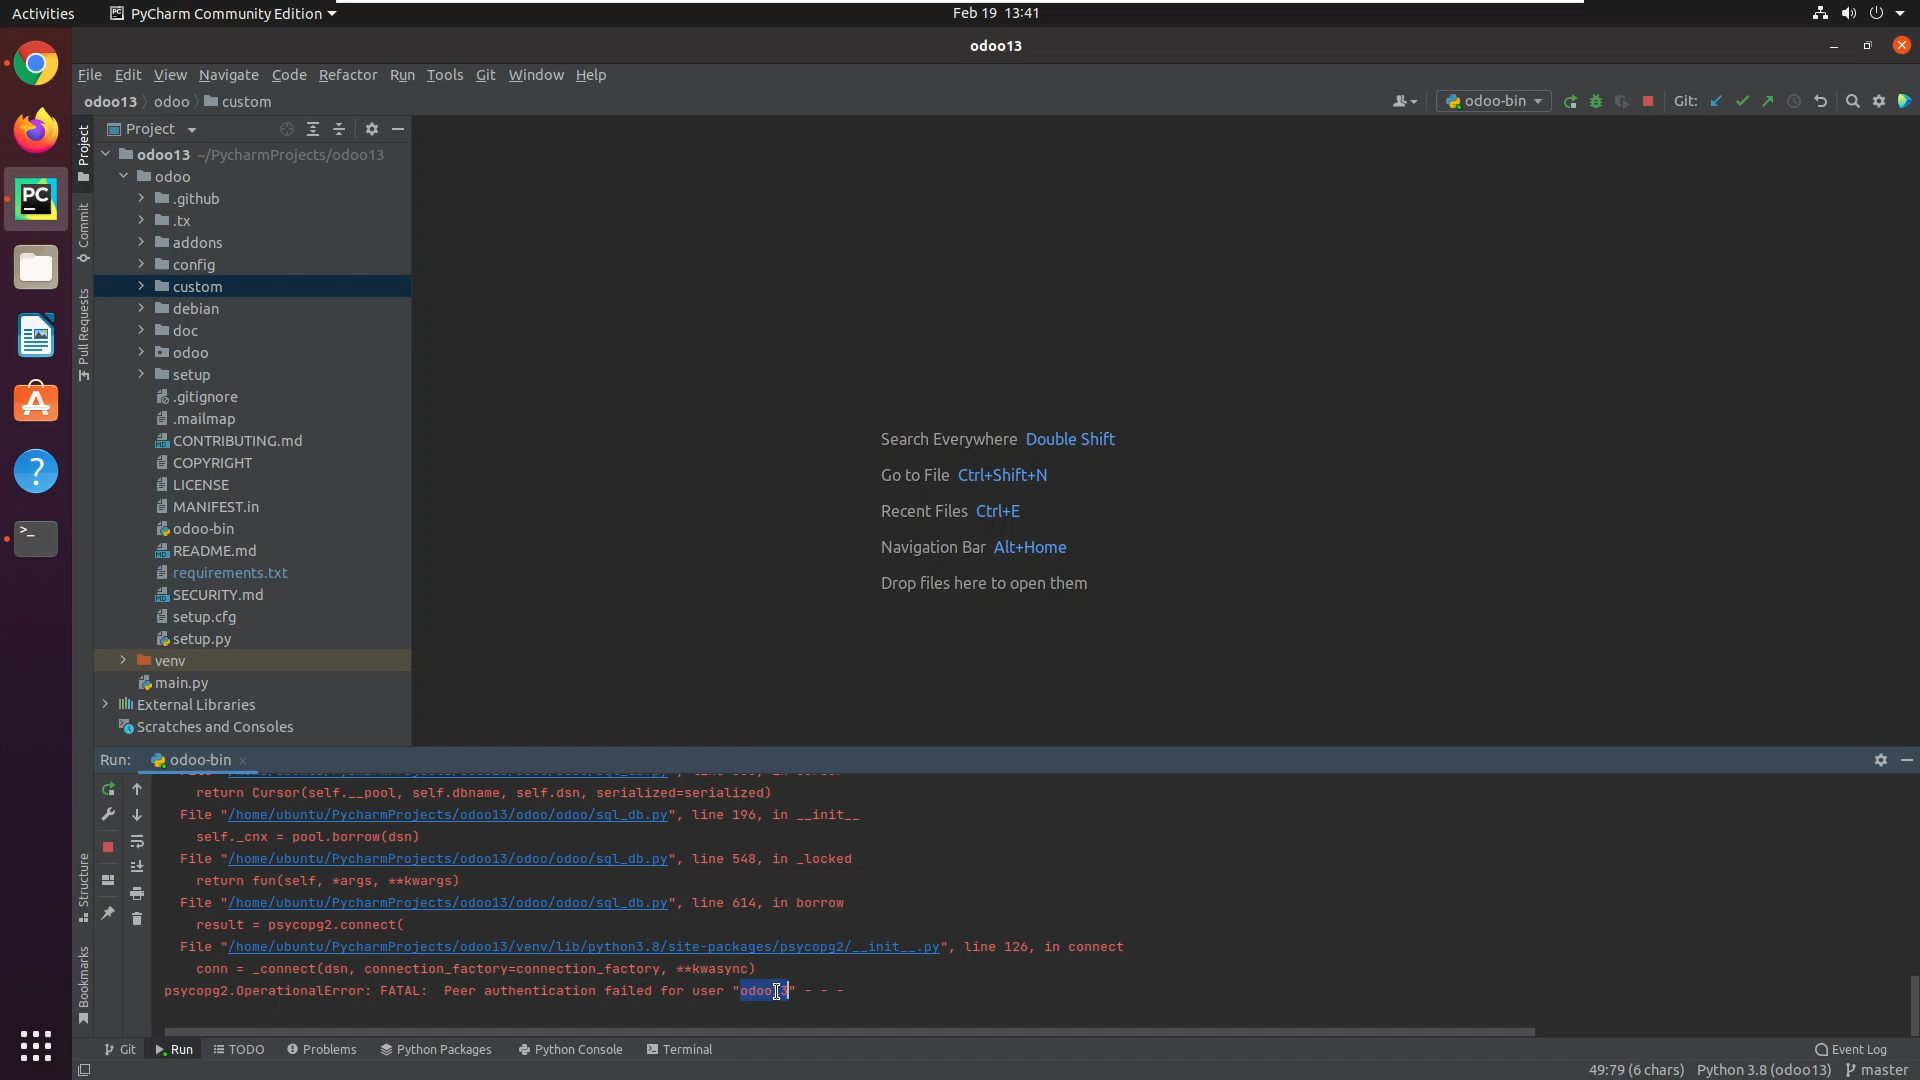 Activities PyCharm Community Edition Feb 19 13:41
odoo13
File Edit View Navigate Code Refactor Run Tools Git Window Help
odoo13 odoo custom odoo-bin Git:
Project
odoo13 ~/PycharmProjects/odoo13
odoo
.github
.tx
addons
config
custom
debian
doc
odoo
setup
.gitignore
.mailmap
CONTRIBUTING.md
COPYRIGHT
LICENSE
MANIFEST.in
odoo-bin
README.md
requirements.txt
SECURITY.md
setup.cfg
setup.py
venv
main.py
External Libraries
Scratches and Consoles
Project
Commit
Pull Requests
Structure
Bookmarks
Search Everywhere Double Shift
Go to File Ctrl+Shift+N
Recent Files Ctrl+E
Navigation Bar Alt+Home
Drop files here to open them
Run: odoo-bin
return Cursor(self.__pool, self.dbname, self.dsn, serialized=serialized)
File "/home/ubuntu/PycharmProjects/odoo13/odoo/odoo/sql_db.py", line 196, in __init__
self._cnx = pool.borrow(dsn)
File "/home/ubuntu/PycharmProjects/odoo13/odoo/odoo/sql_db.py", line 548, in _locked
return fun(self, *args, **kwargs)
File "/home/ubuntu/PycharmProjects/odoo13/odoo/odoo/sql_db.py", line 614, in borrow
result = psycopg2.connect(
File "/home/ubuntu/PycharmProjects/odoo13/venv/lib/python3.8/site-packages/psycopg2/__init__.py", line 126, in connect
conn = _connect(dsn, connection_factory=connection_factory, **kwasync)
psycopg2.OperationalError: FATAL:  Peer authentication failed for user "odoo13" - - -
Git Run TODO Problems Python Packages Python Console Terminal Event Log
49:79 (6 chars) Python 3.8 (odoo13) master